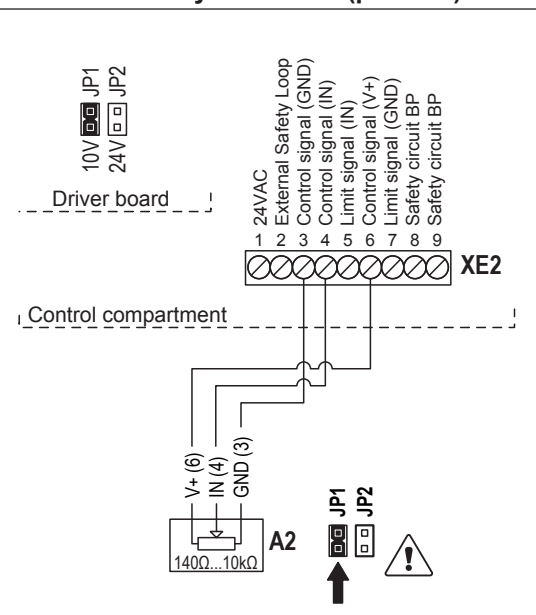 JP1
JP2
10V
24V
Driver board
24VAC
External Safety Loop
Control signal (GND)
Control signal (IN)
Limit signal (IN)
Control signal (V+)
Limit signal (GND)
Safety circuit BP
Safety circuit BP
1 2 3 4 5 6 7 8 9
XE2
Control compartment
V+ (6)
IN (4)
GND (3)
A2
140Ω...10kΩ
JP1
JP2
!